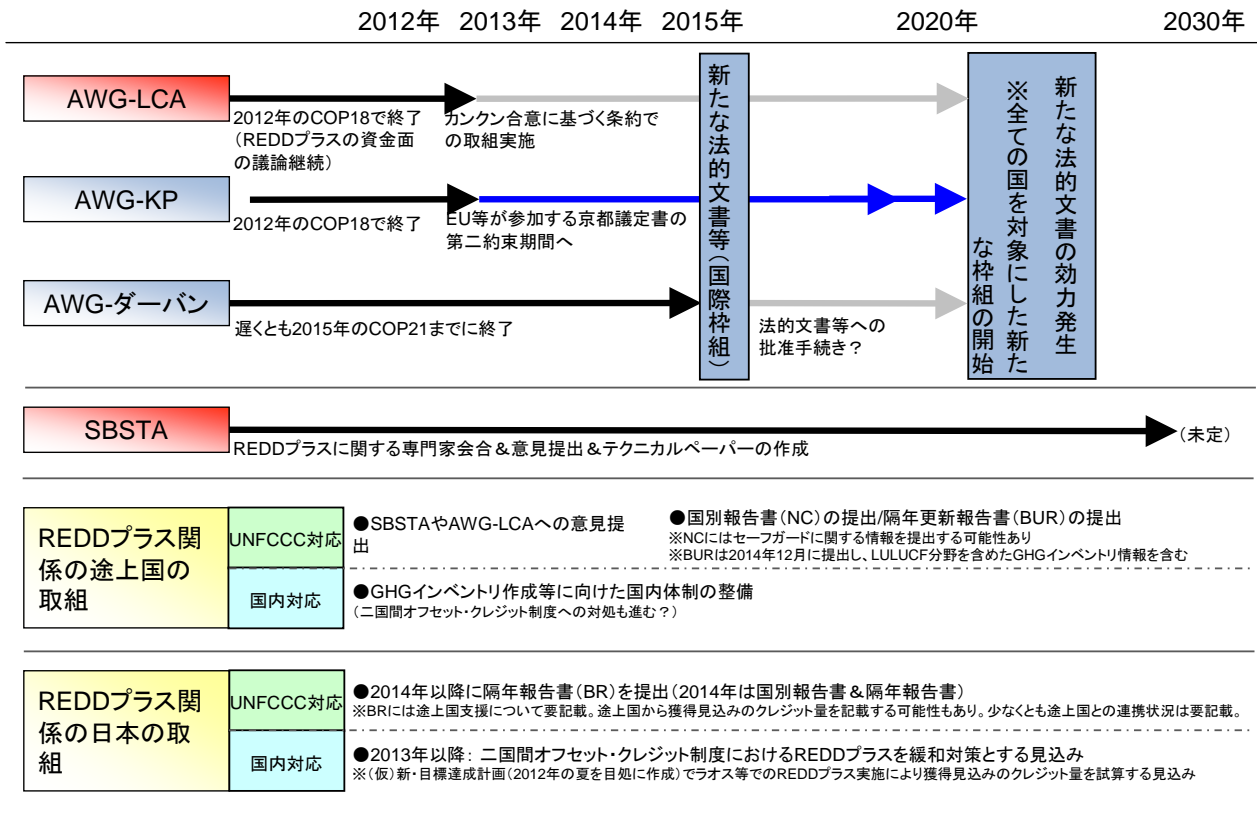 2012年 2013年 2014年 2015年 2020年 2030年
AWG-LCA
2012年のCOP18で終了
（REDDプラスの資金面
の議論継続）
カンクン合意に基づく条約で
の取組実施
AWG-KP
2012年のCOP18で終了
EU等が参加する京都議定書の
第二約束期間へ
AWG-ダーバン
遅くとも2015年のCOP21までに終了
新たな法的文書等（国際枠組）
法的文書等への
批准手続き？
新たな法的文書の効力発生
※全ての国を対象にした新た
な枠組の開始
SBSTA
REDDプラスに関する専門家会合＆意見提出＆テクニカルペーパーの作成
（未定）
REDDプラス関
係の途上国の
取組
UNFCCC対応
●SBSTAやAWG-LCAへの意見提
出
●国別報告書（NC）の提出/隔年更新報告書（BUR）の提出
※NCにはセーフガードに関する情報を提出する可能性あり
※BURは2014年12月に提出し、LULUCF分野を含めたGHGインベントリ情報を含む
国内対応
●GHGインベントリ作成等に向けた国内体制の整備
（二国間オフセット・クレジット制度への対処も進む？）
REDDプラス関
係の日本の取
組
UNFCCC対応
●2014年以降に隔年報告書（BR）を提出（2014年は国別報告書＆隔年報告書）
※BRには途上国支援について要記載。途上国から獲得見込みのクレジット量を記載する可能性もあり。少なくとも途上国との連携状況は要記載。
国内対応
●2013年以降： 二国間オフセット・クレジット制度におけるREDDプラスを緩和対策とする見込み
※（仮）新・目標達成計画（2012年の夏を目処に作成）でラオス等でのREDDプラス実施により獲得見込みのクレジット量を試算する見込み